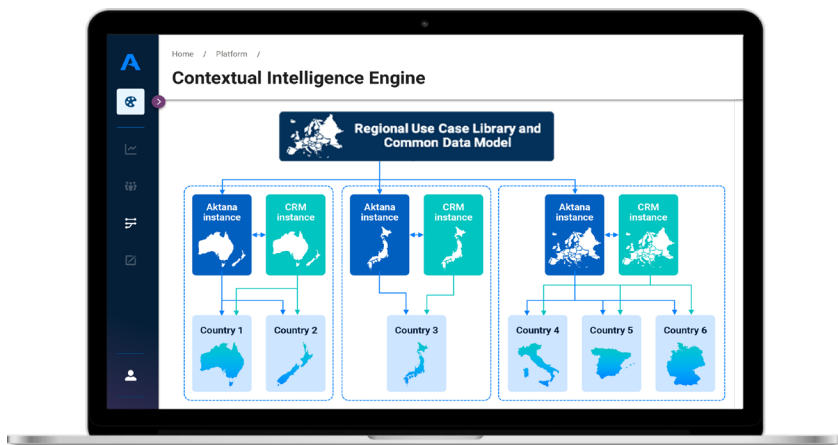 Home / Platform /
Contextual Intelligence Engine
Regional Use Case Library and
Common Data Model
Aktana
instance
CRM
instance
Aktana
instance
CRM
instance
Aktana
instance
CRM
instance
Country 1
Country 2
Country 3
Country 4
Country 5
Country 6